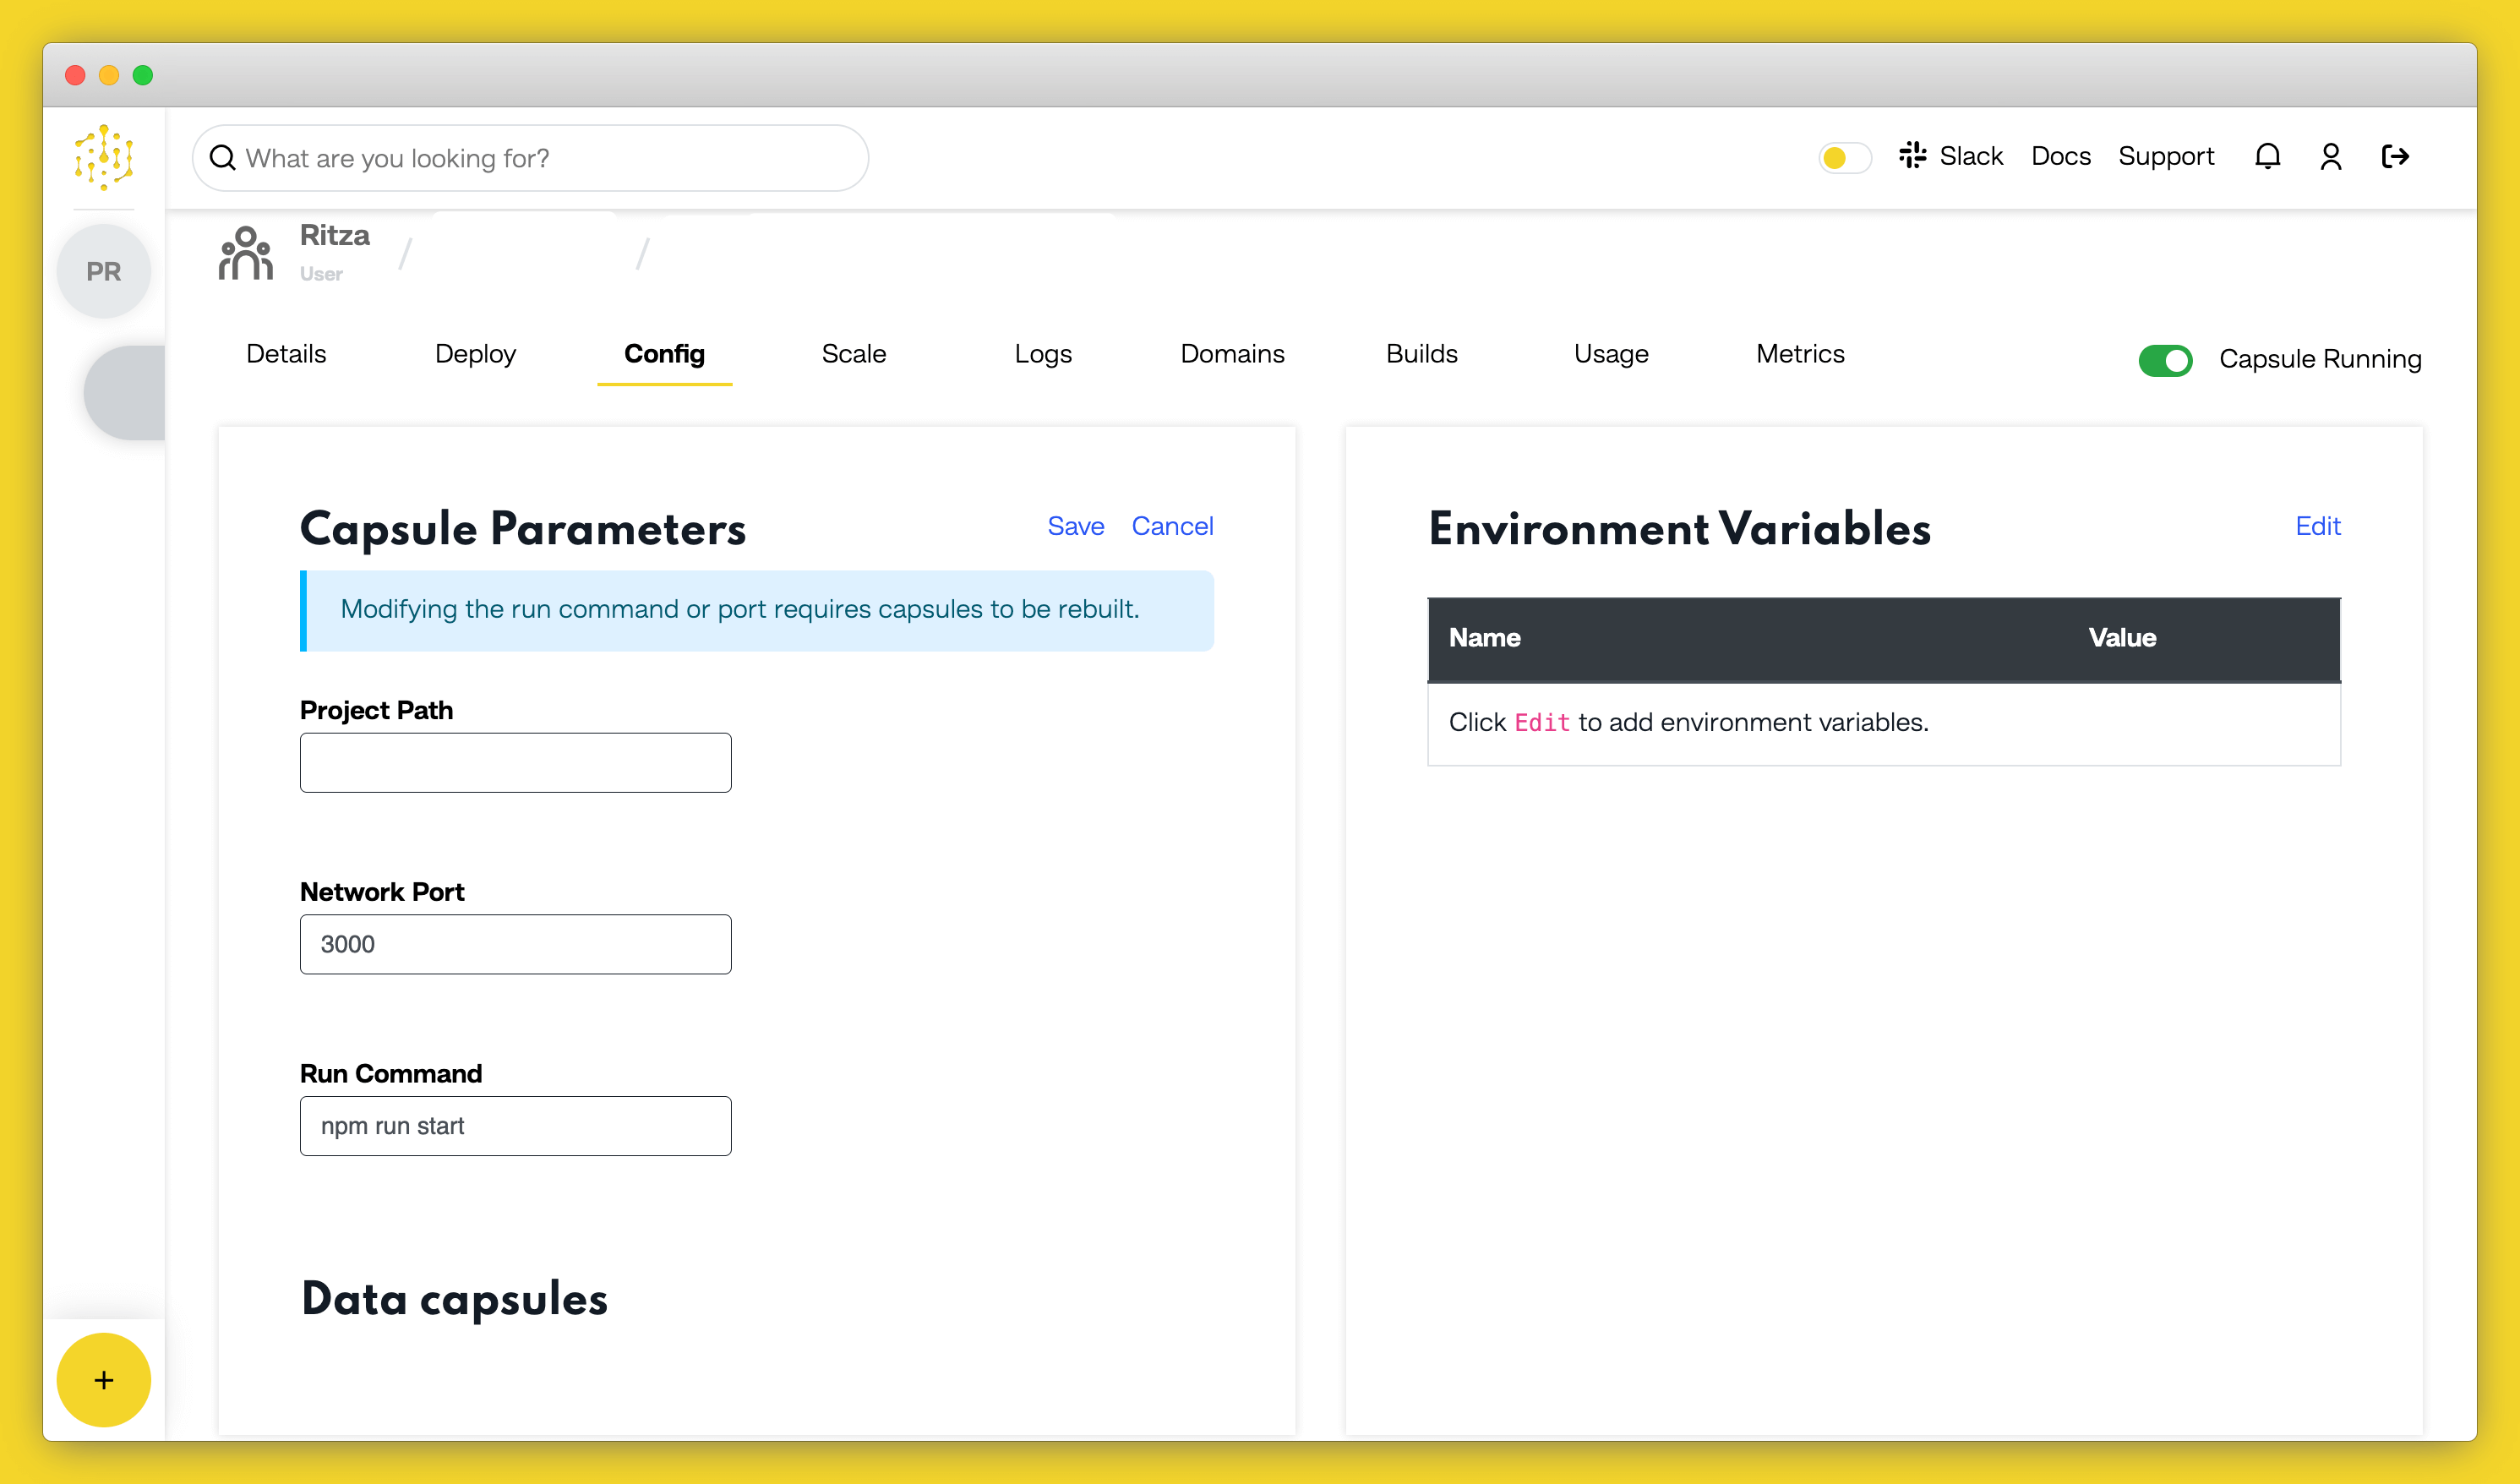 What are you looking for?
Slack Docs Support
PR
Ritza
User
/ /
Details Deploy Config Scale Logs Domains Builds Usage Metrics Capsule Running
Capsule Parameters Save Cancel
Modifying the run command or port requires capsules to be rebuilt.
Project Path
Network Port
3000
Run Command
npm run start
Data capsules
Environment Variables Edit
Name Value
Click Edit to add environment variables.
+